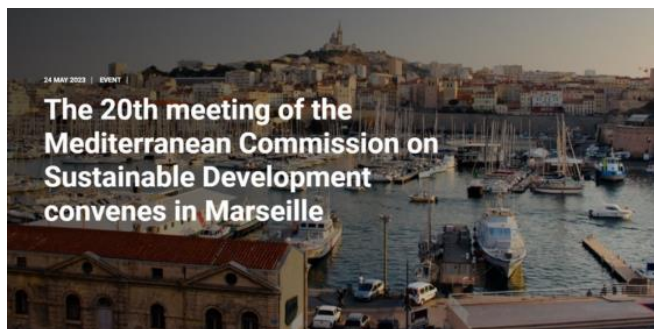 24 MAY 2023 | EVENT |
The 20th meeting of the
Mediterranean Commission on
Sustainable Development
convenes in Marseille